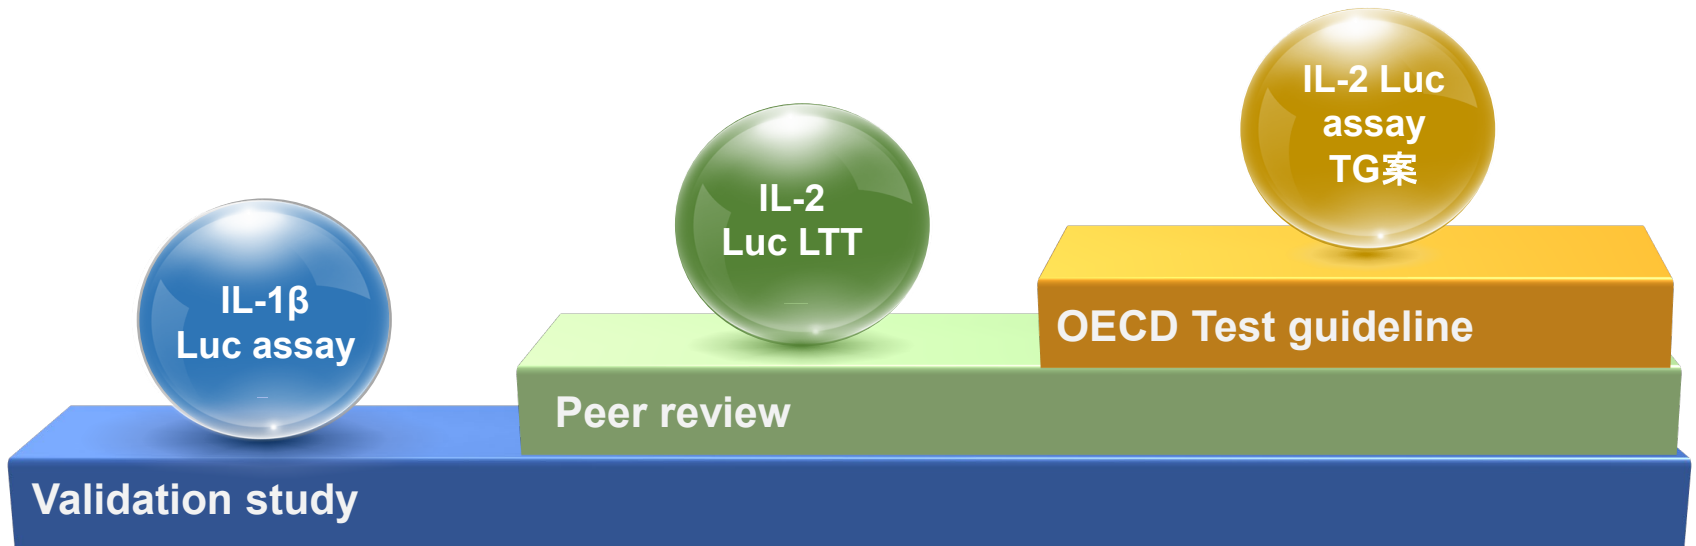 IL-1β
Luc assay
Validation study
IL-2
Luc LTT
Peer review
IL-2 Luc
assay
TG案
OECD Test guideline